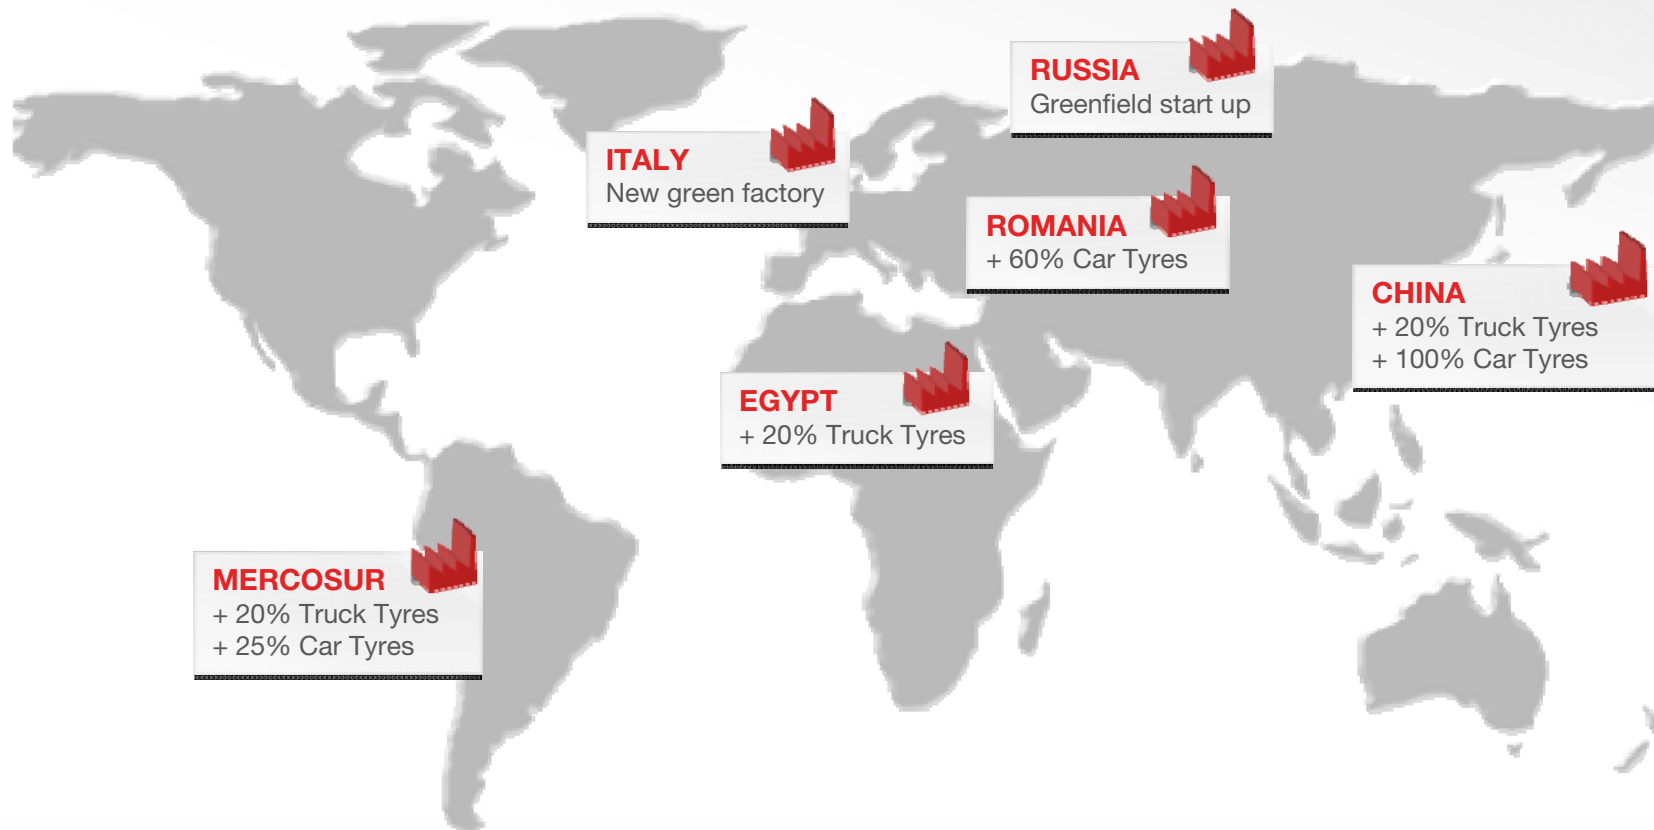 RUSSIA
Greenfield start up
ITALY
New green factory
ROMANIA
+ 60% Car Tyres
CHINA
+ 20% Truck Tyres
+ 100% Car Tyres
EGYPT
+ 20% Truck Tyres
MERCOSUR
+ 20% Truck Tyres
+ 25% Car Tyres